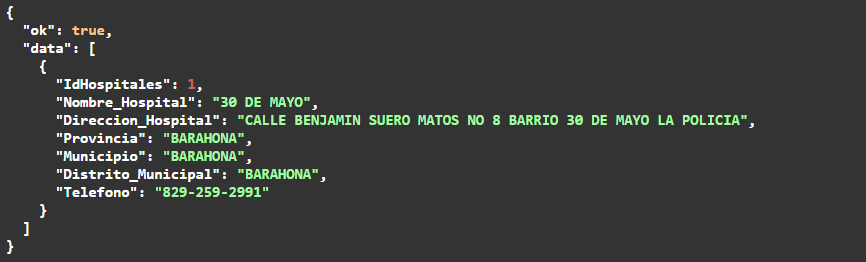 {
"ok": true,
"data": [
{
"IdHospitales": 1,
"Nombre_Hospital": "30 DE MAYO",
"Direccion_Hospital": "CALLE BENJAMIN SUERO MATOS NO 8 BARRIO 30 DE MAYO LA POLICIA",
"Provincia": "BARAHONA",
"Municipio": "BARAHONA",
"Distrito_Municipal": "BARAHONA",
"Telefono": "829-259-2991"
}
]
}